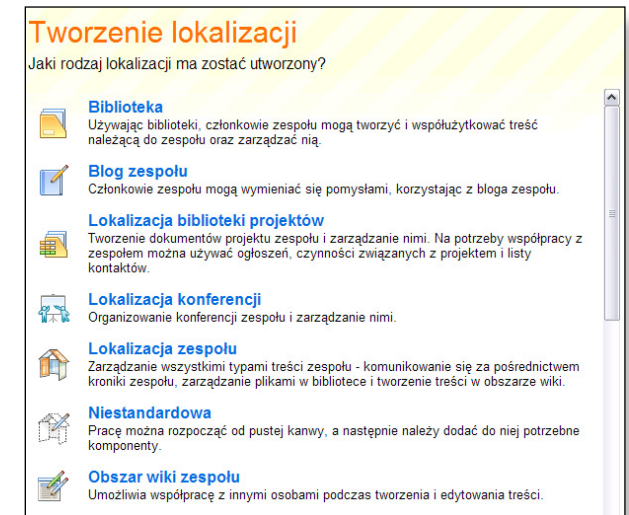 Tworzenie lokalizacji
Jaki rodzaj lokalizacji ma zostać utworzony?
Biblioteka
Używając biblioteki, członkowie zespołu mogą tworzyć i współużytkować treść
należącą do zespołu oraz zarządzać nią.
Blog zespołu
Członkowie zespołu mogą wymieniać się pomysłami, korzystając z bloga zespołu.
Lokalizacja biblioteki projektów
Tworzenie dokumentów projektu zespołu i zarządzanie nimi. Na potrzeby współpracy z
zespołem można używać ogłoszeń, czynności związanych z projektem i listy
kontaktów.
Lokalizacja konferencji
Organizowanie konferencji zespołu i zarządzanie nimi.
Lokalizacja zespołu
Zarządzanie wszystkimi typami treści zespołu - komunikowanie się za pośrednictwem
kroniki zespołu, zarządzanie plikami w bibliotece i tworzenie treści w obszarze wiki.
Niestandardowa
Pracę można rozpocząć od pustej kanwy, a następnie należy dodać do niej potrzebne
komponenty.
Obszar wiki zespołu
Umożliwia współpracę z innymi osobami podczas tworzenia i edytowania treści.